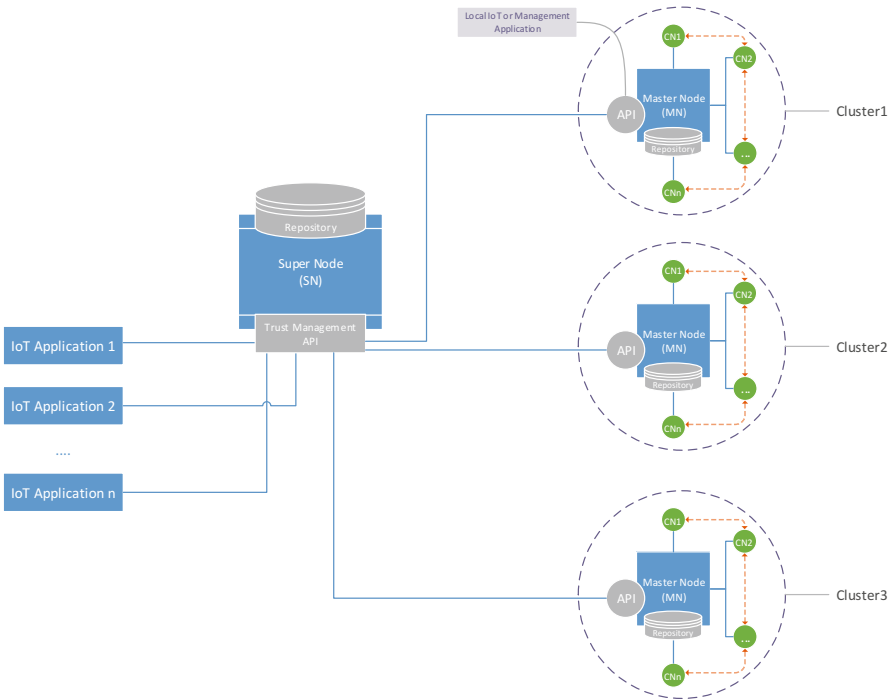 Local IoT or Management
Application
CN1
CN2
Master Node
(MN)
API
Repository
...
CNn
Cluster1
Repository
Super Node
(SN)
Trust Management
API
IoT Application 1
IoT Application 2
....
IoT Application n
CN1
CN2
Master Node
(MN)
API
Repository
...
CNn
Cluster2
CN1
CN2
Master Node
(MN)
API
Repository
...
CNn
Cluster3